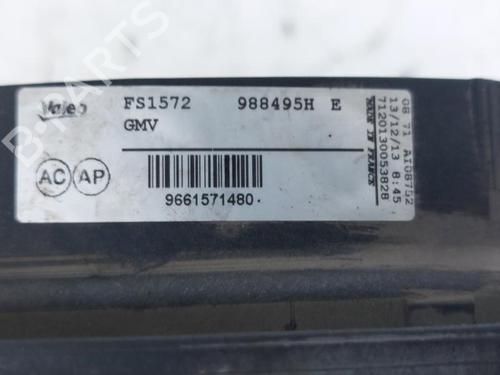 Valeo
FS1572 988495H E
GMV
AC AP
9661571480
MADE IN FRANCE
08 71 AI08752
13/12/13 8:45
7120130053828
B-PARTS